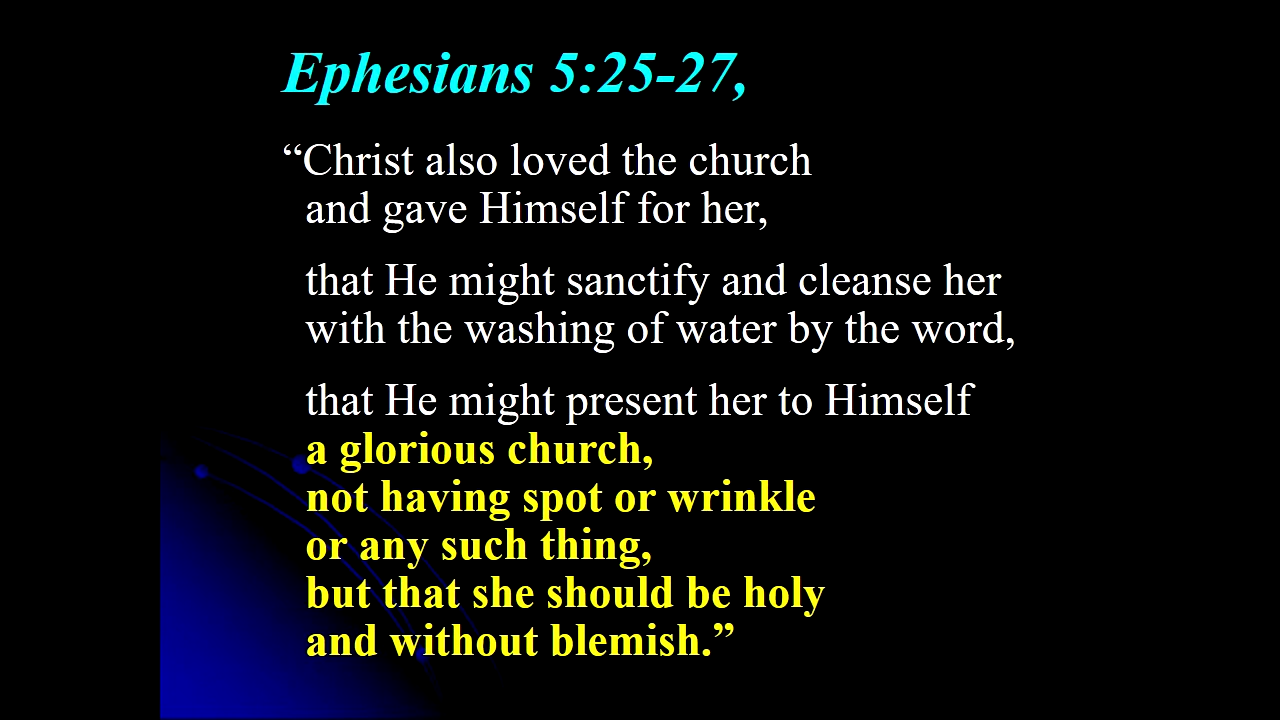 Ephesians 5:25-27,
“Christ also loved the church
and gave Himself for her,
that He might sanctify and cleanse her
with the washing of water by the word,
that He might present her to Himself
a glorious church,
not having spot or wrinkle
or any such thing,
but that she should be holy
and without blemish.”